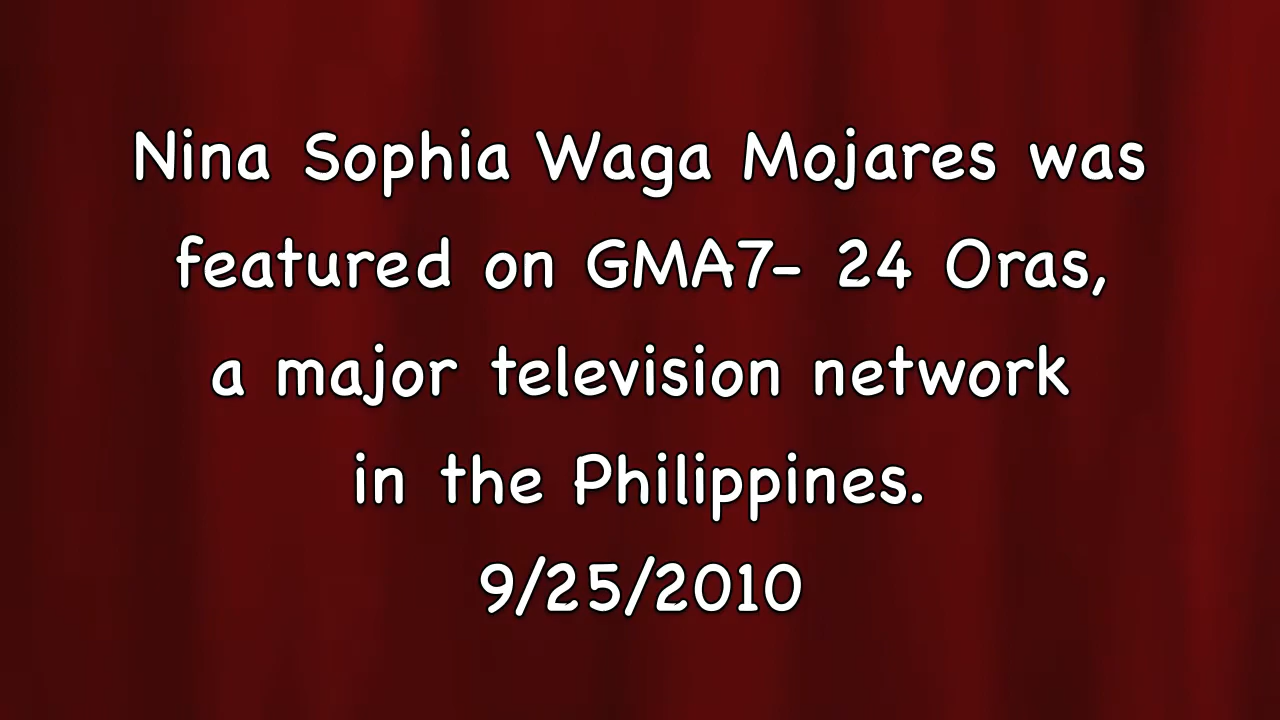 Nina Sophia Waga Mojares was
featured on GMA7- 24 Oras,
a major television network
in the Philippines.
9/25/2010